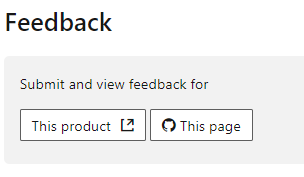 Feedback
Submit and view feedback for
This product
This page